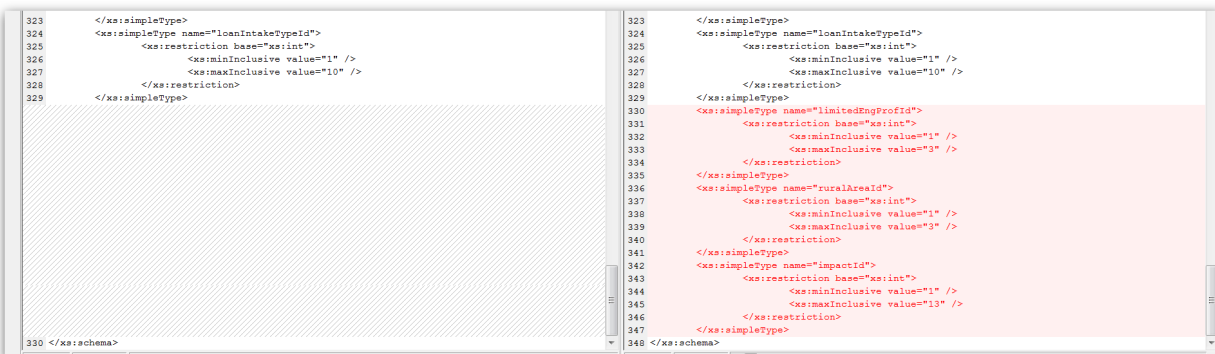 323 </xs:simpleType>
324 <xs:simpleType name="loanIntakeTypeId">
325 <xs:restriction base="xs:int">
326 <xs:minInclusive value="1" />
327 <xs:maxInclusive value="10" />
328 </xs:restriction>
329 </xs:simpleType>
330 </xs:schema>
323 </xs:simpleType>
324 <xs:simpleType name="loanIntakeTypeId">
325 <xs:restriction base="xs:int">
326 <xs:minInclusive value="1" />
327 <xs:maxInclusive value="10" />
328 </xs:restriction>
329 </xs:simpleType>
330 <xs:simpleType name="limitedEngProfId">
331 <xs:restriction base="xs:int">
332 <xs:minInclusive value="1" />
333 <xs:maxInclusive value="3" />
334 </xs:restriction>
335 </xs:simpleType>
336 <xs:simpleType name="ruralAreaId">
337 <xs:restriction base="xs:int">
338 <xs:minInclusive value="1" />
339 <xs:maxInclusive value="3" />
340 </xs:restriction>
341 </xs:simpleType>
342 <xs:simpleType name="impactId">
343 <xs:restriction base="xs:int">
344 <xs:minInclusive value="1" />
345 <xs:maxInclusive value="13" />
346 </xs:restriction>
347 </xs:simpleType>
348 </xs:schema>